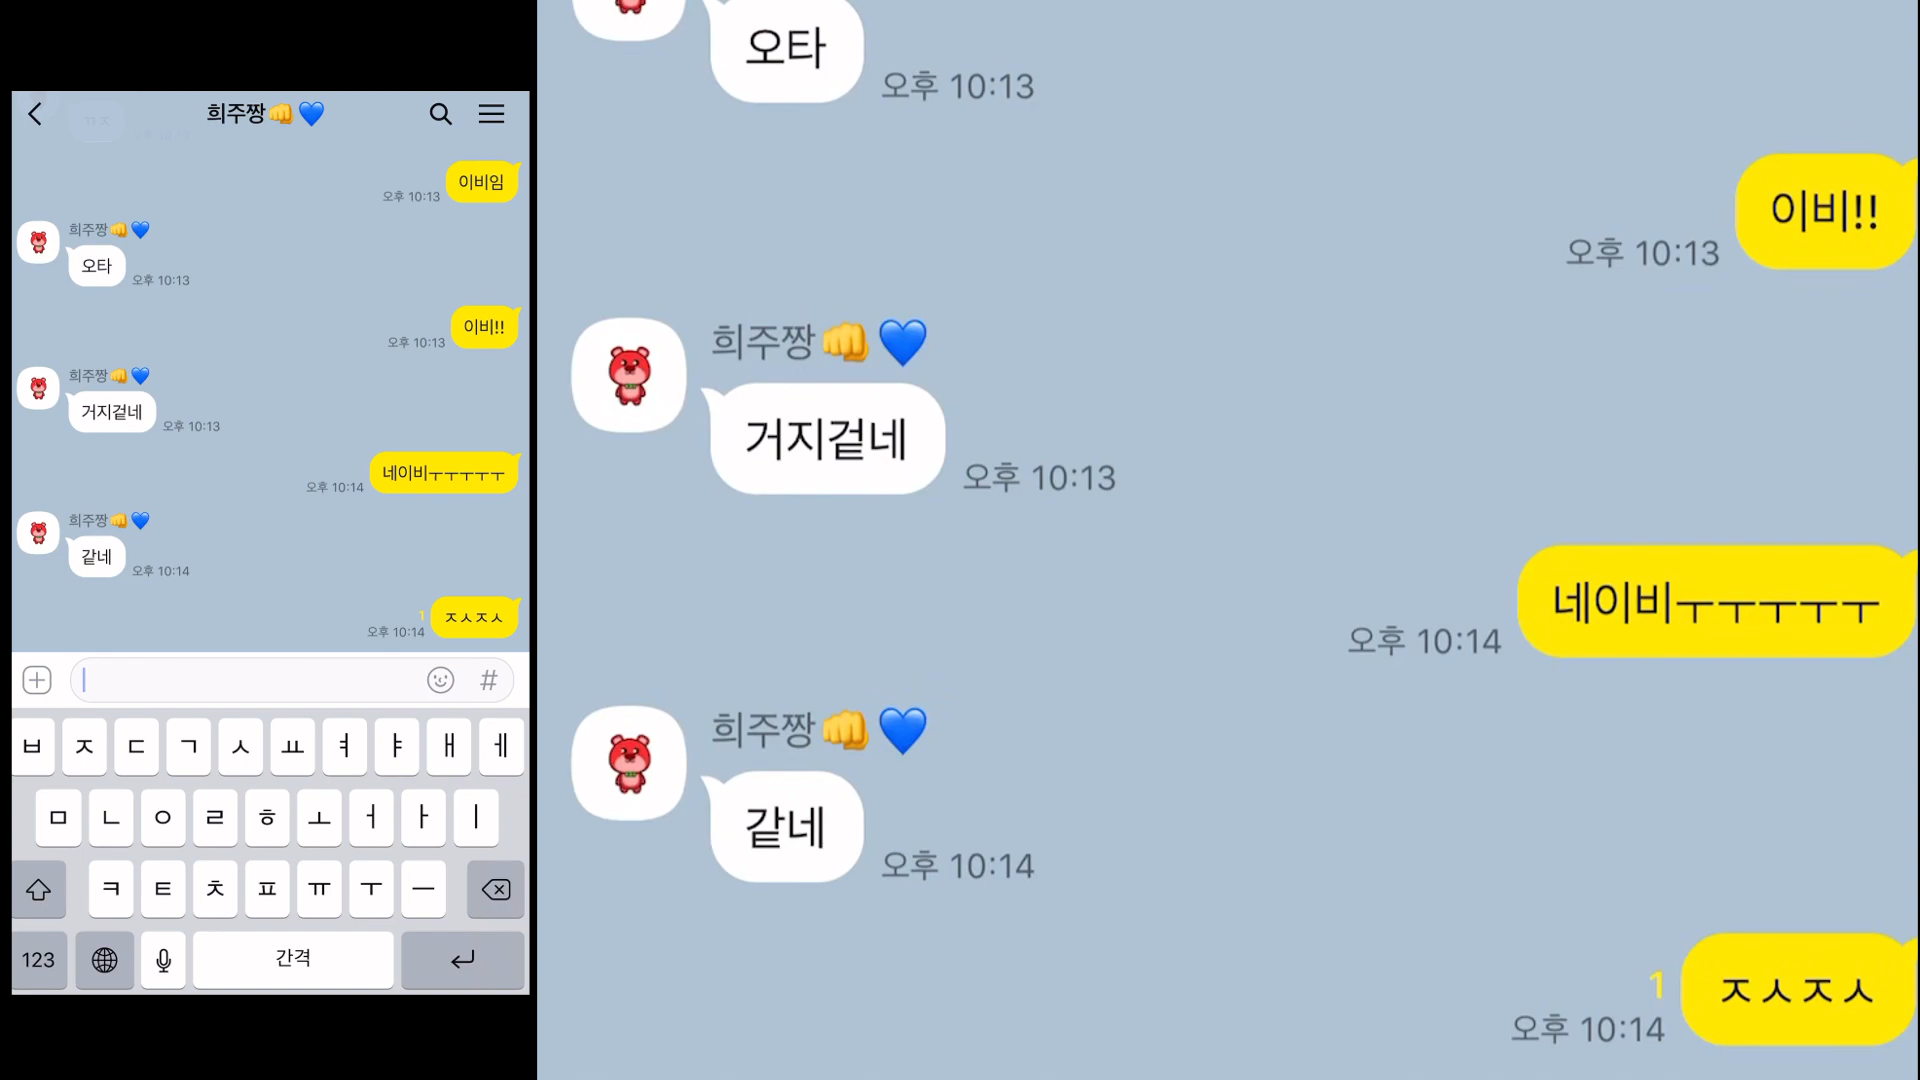 희주짱👊💙
이비임
오후 10:13
희주짱👊💙
오타
오후 10:13
이비!!
오후 10:13
희주짱👊💙
거지겉네
오후 10:13
네이비ㅜㅜㅜㅜㅜ
오후 10:14
희주짱👊💙
같네
오후 10:14
1
ㅈㅅㅈㅅ
오후 10:14
#
ㅂ ㅈ ㄷ ㄱ ㅅ ㅛ ㅕ ㅑ ㅐ ㅔ
ㅁ ㄴ ㅇ ㄹ ㅎ ㅗ ㅓ ㅏ ㅣ
ㅋ ㅌ ㅊ ㅍ ㅠ ㅜ ㅡ
123 간격
오타
오후 10:13
이비!!
오후 10:13
희주짱👊💙
거지겉네
오후 10:13
네이비ㅜㅜㅜㅜㅜ
오후 10:14
희주짱👊💙
같네
오후 10:14
1
ㅈㅅㅈㅅ
오후 10:14